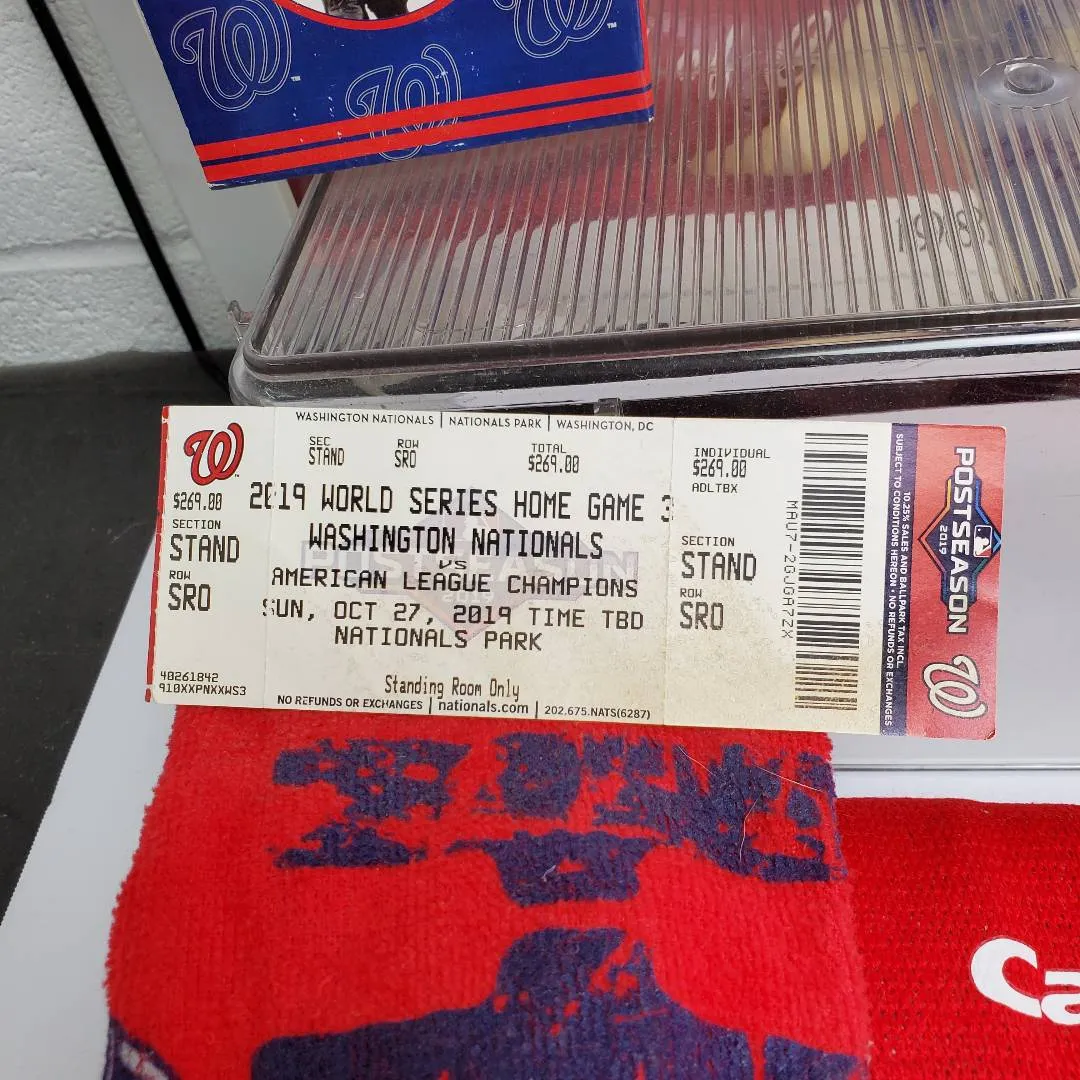 1981
WASHINGTON NATIONALS | NATIONALS PARK | WASHINGTON, DC
SEC ROW TOTAL
STAND SRO $269.00
2019 WORLD SERIES HOME GAME 3
WASHINGTON NATIONALS
VS
AMERICAN LEAGUE CHAMPIONS
SUN, OCT 27, 2019 TIME TBD
NATIONALS PARK
Standing Room Only
NO REFUNDS OR EXCHANGES | nationals.com | 202.675.NATS(6287)
W
$269.00
SECTION
STAND
ROW
SRO
40261842
910XXPNXXWS3
POSTSEASON
2019
INDIVIDUAL
$269.00
ADLTBX
SECTION
STAND
ROW
SRO
MAU7-2GJGA7ZX
10.25% SALES AND BALLPARK TAX INCL
SUBJECT TO CONDITIONS HEREON • NO REFUNDS OR EXCHANGES
POSTSEASON
2019
W
Ca